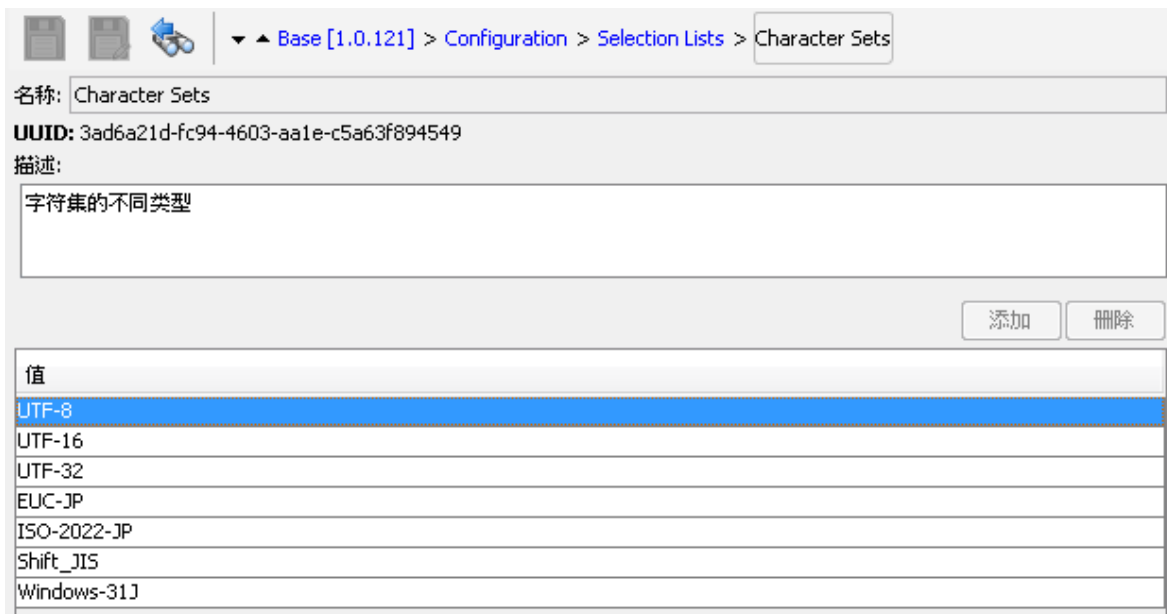 Base [1.0.121] > Configuration > Selection Lists > Character Sets
名称: Character Sets
UUID: 3ad6a21d-fc94-4603-aa1e-c5a63f894549
描述:
字符集的不同类型
添加 删除
值
UTF-8
UTF-16
UTF-32
EUC-JP
ISO-2022-JP
Shift_JIS
Windows-31J